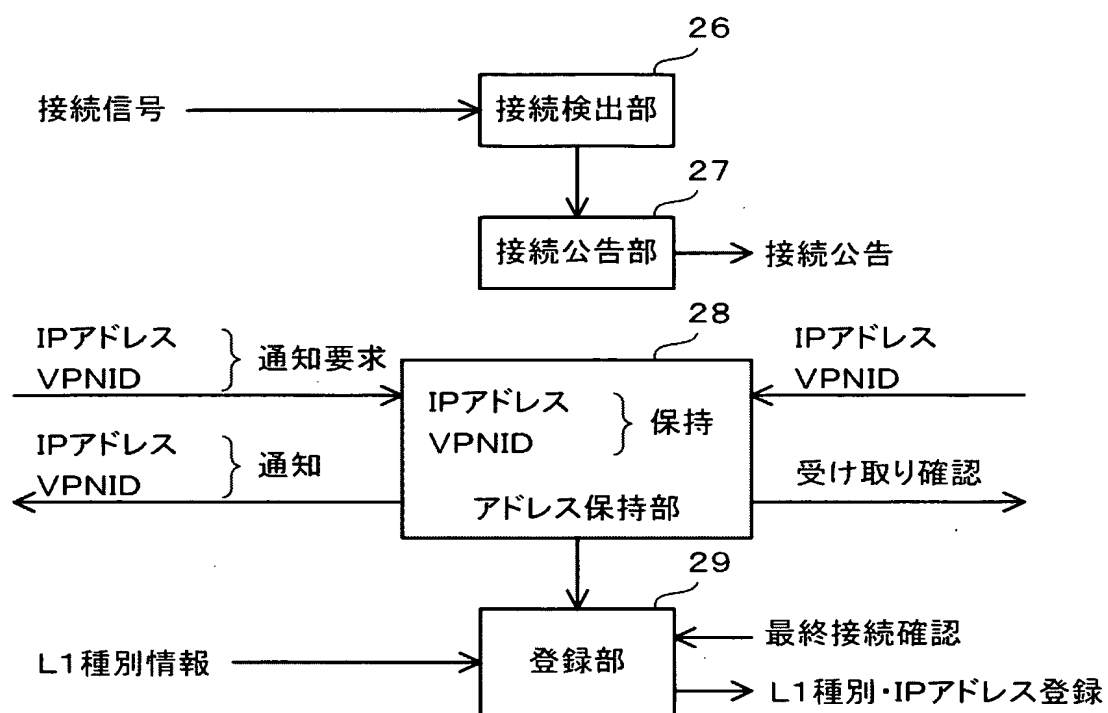 26
接続信号
接続検出部
27
接続公告部
接続公告
28
IPアドレス
VPNID
通知要求
IPアドレス
VPNID
保持
IPアドレス
VPNID
IPアドレス
VPNID
通知
アドレス保持部
受け取り確認
29
L1種別情報
登録部
最終接続確認
L1種別・IPアドレス登録